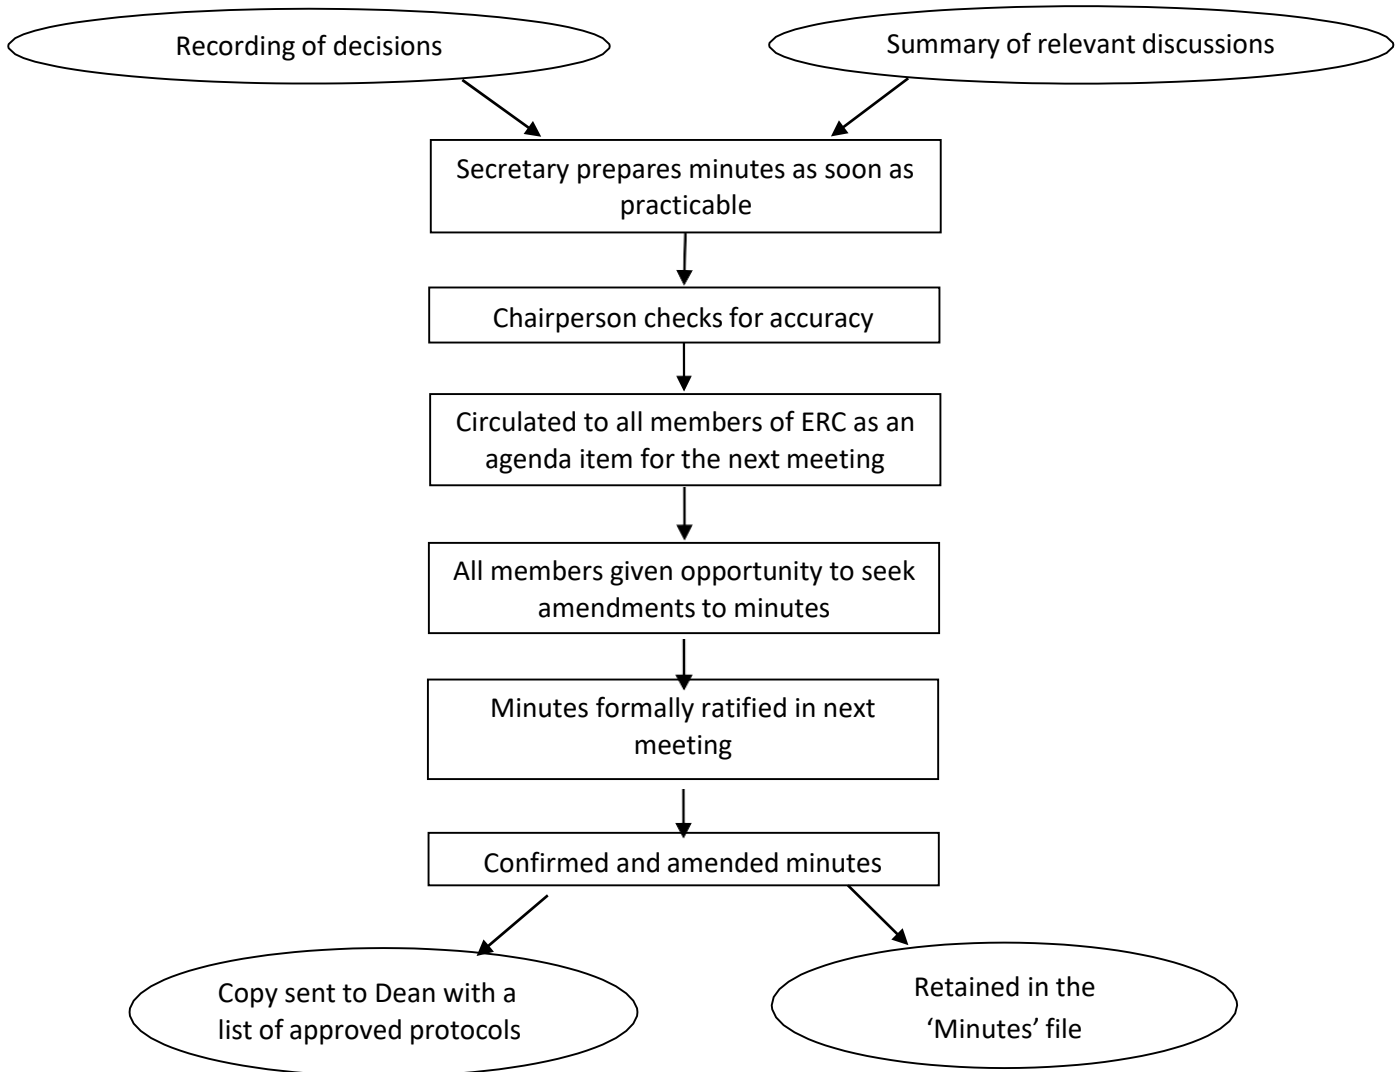 Recording of decisions
Summary of relevant discussions
Secretary prepares minutes as soon as
practicable
Chairperson checks for accuracy
Circulated to all members of ERC as an
agenda item for the next meeting
All members given opportunity to seek
amendments to minutes
Minutes formally ratified in next
meeting
Confirmed and amended minutes
Copy sent to Dean with a
list of approved protocols
Retained in the
‘Minutes’ file